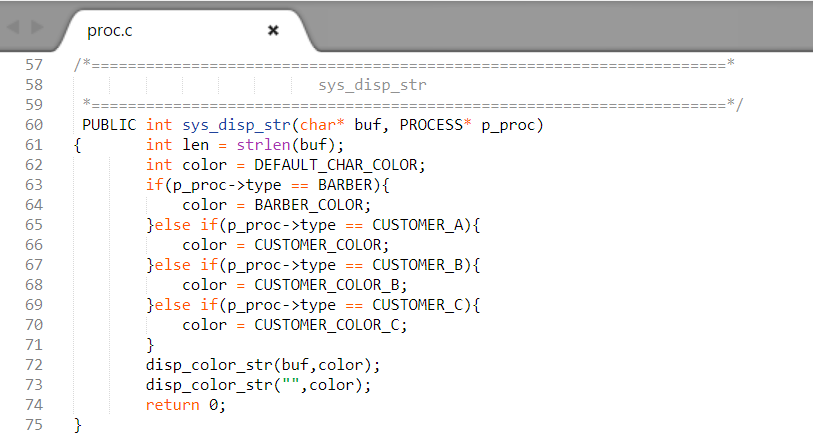 proc.c
57 /*======================================================================*
58                            sys_disp_str
59  *======================================================================*/
60  PUBLIC int sys_disp_str(char* buf, PROCESS* p_proc)
61 {       int len = strlen(buf);
62         int color = DEFAULT_CHAR_COLOR;
63         if(p_proc->type == BARBER){
64             color = BARBER_COLOR;
65         }else if(p_proc->type == CUSTOMER_A){
66             color = CUSTOMER_COLOR;
67         }else if(p_proc->type == CUSTOMER_B){
68             color = CUSTOMER_COLOR_B;
69         }else if(p_proc->type == CUSTOMER_C){
70             color = CUSTOMER_COLOR_C;
71         }
72         disp_color_str(buf,color);
73         disp_color_str("",color);
74         return 0;
75 }